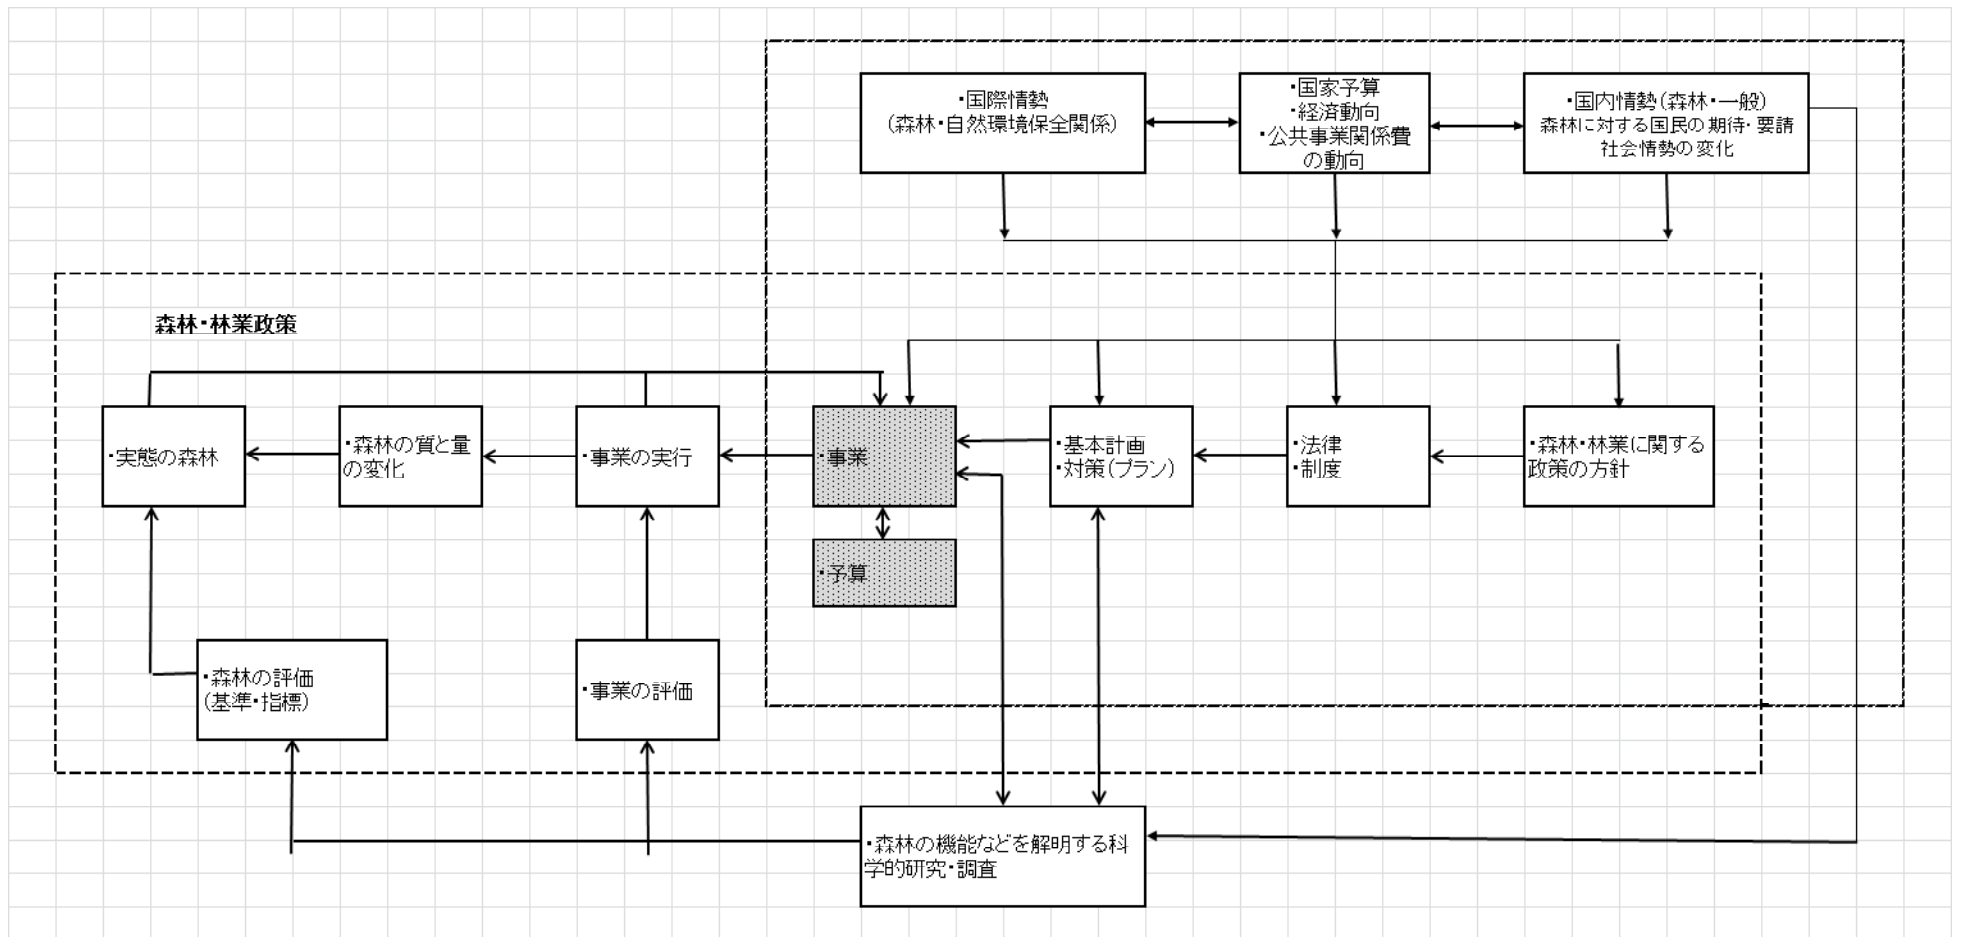 ・国際情勢
(森林・自然環境保全関係)
・国家予算
・経済動向
・公共事業関係費
の動向
・国内情勢(森林・一般)
森林に対する国民の期待・要請
社会情勢の変化
森林・林業政策
・実態の森林
・森林の質と量
の変化
・事業の実行
・事業
・基本計画
・対策(プラン)
・法律
・制度
・森林・林業に関する
政策の方針
・予算
・森林の評価
(基準・指標)
・事業の評価
・森林の機能などを解明する科
学的研究・調査